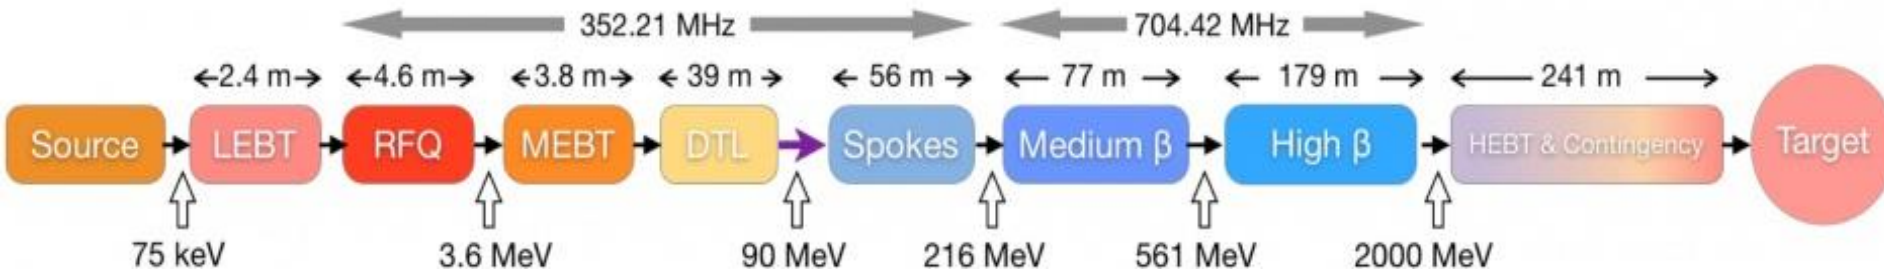 352.21 MHz 704.42 MHz
2.4 m 4.6 m 3.8 m 39 m 56 m 77 m 179 m 241 m
Source LEBT RFQ MEBT DTL Spokes Medium β High β HEBT & Contingency Target
75 keV 3.6 MeV 90 MeV 216 MeV 561 MeV 2000 MeV